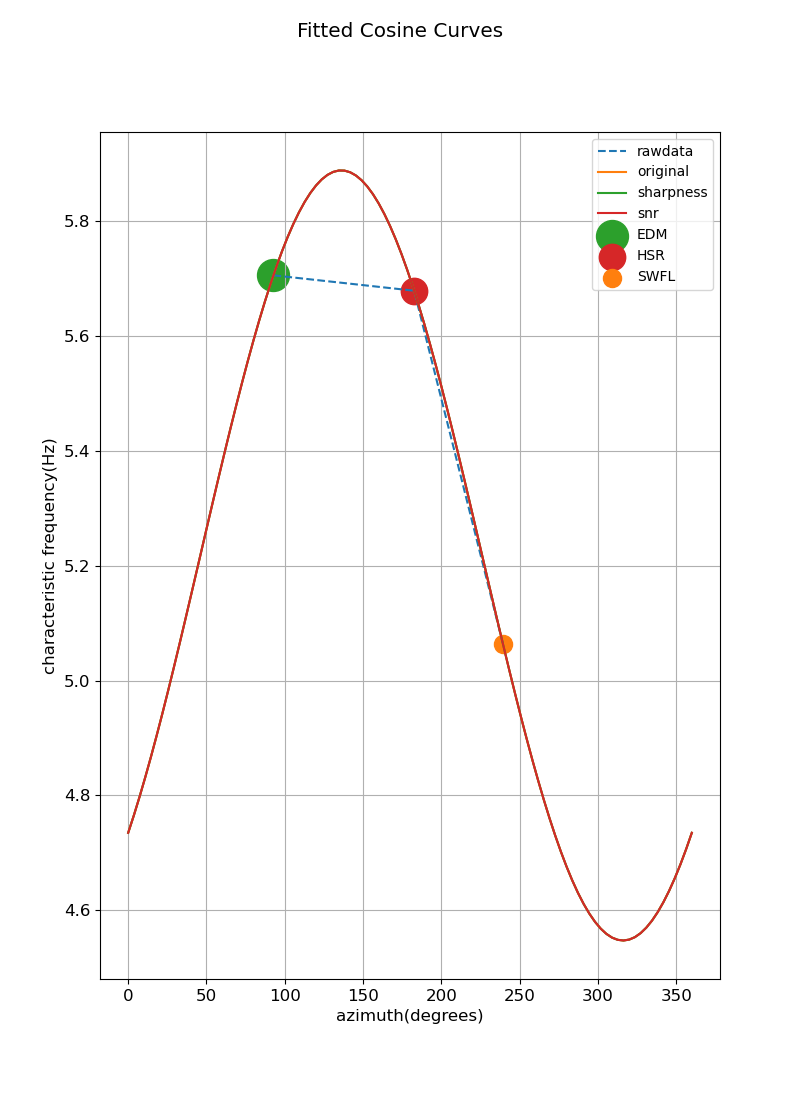 Fitted Cosine Curves
rawdata
original
sharpness
snr
EDM
HSR
SWFL
5.8
5.6
5.4
5.2
5.0
4.8
4.6
characteristic frequency(Hz)
0 50 100 150 200 250 300 350
azimuth(degrees)